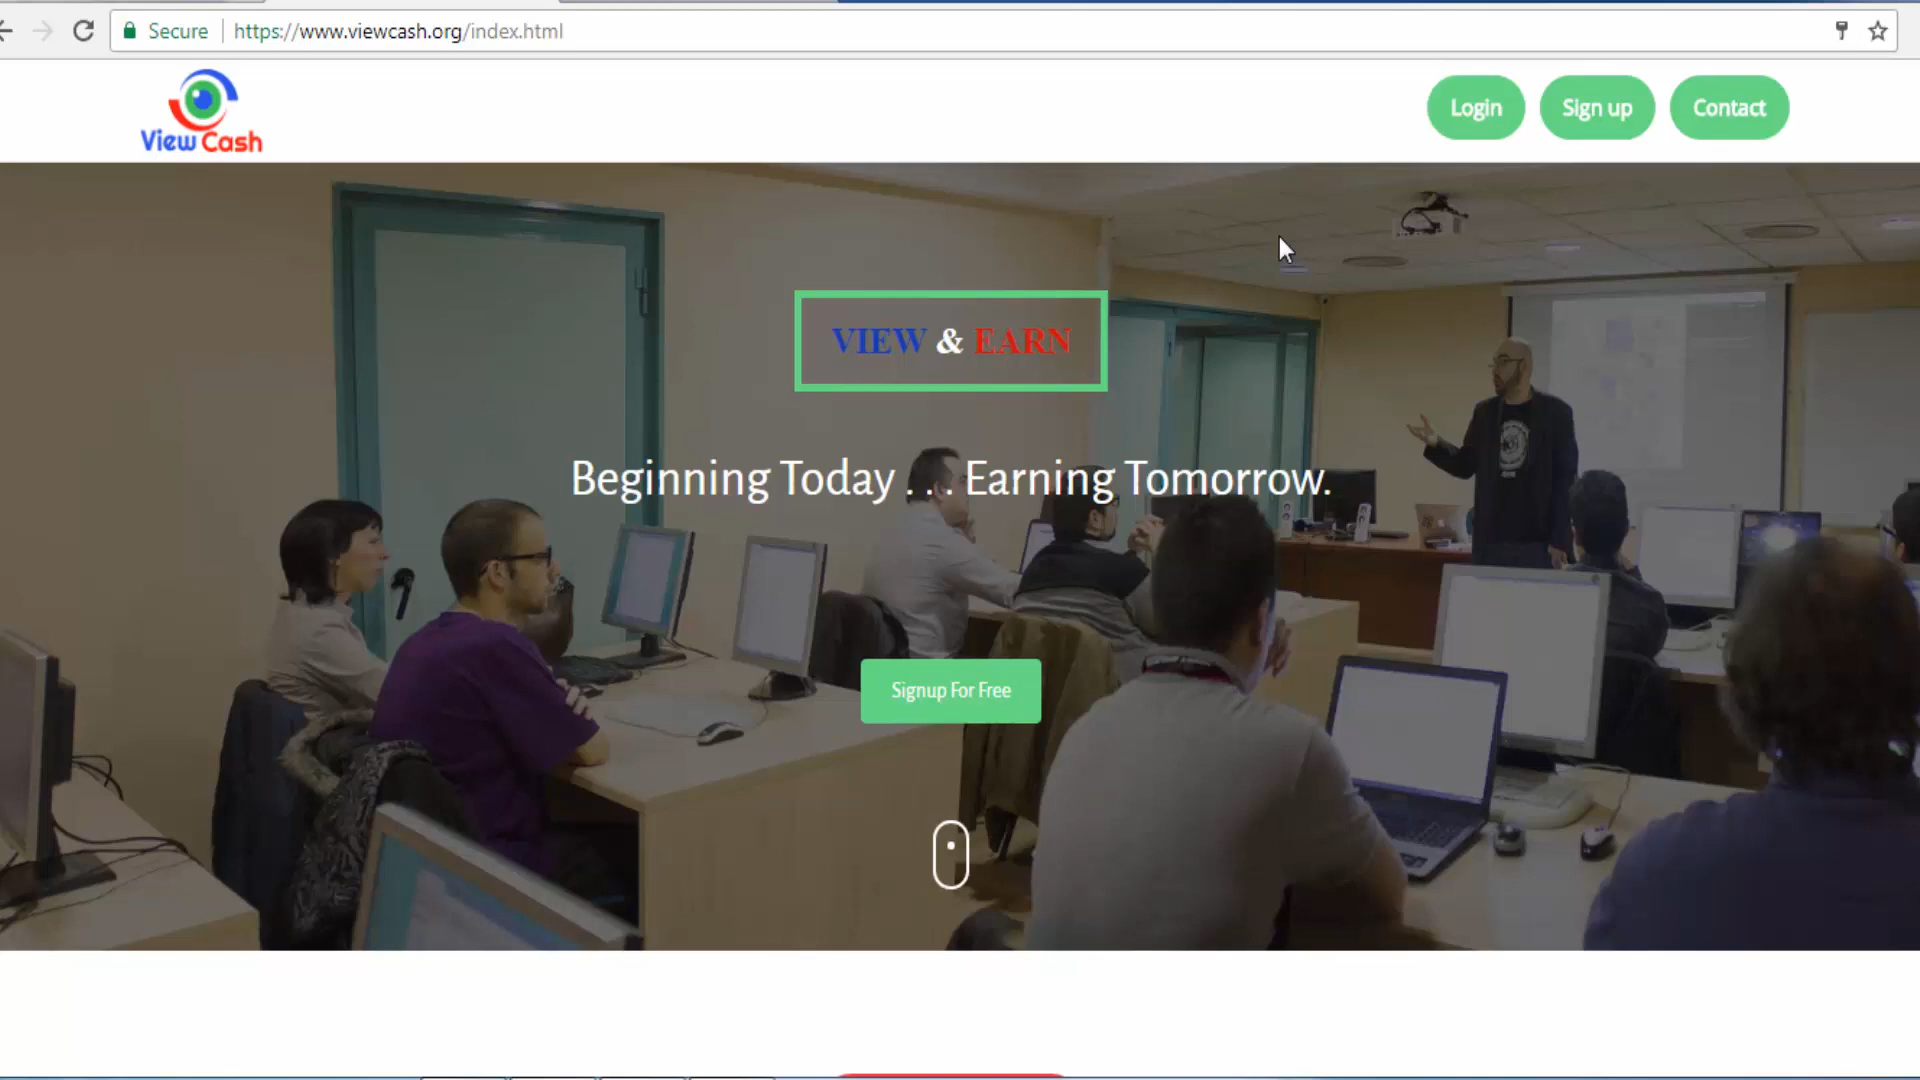 Secure https://www.viewcash.org/index.html
View Cash
Login
Sign up
Contact
VIEW & EARN
Beginning Today . . . Earning Tomorrow.
Signup For Free